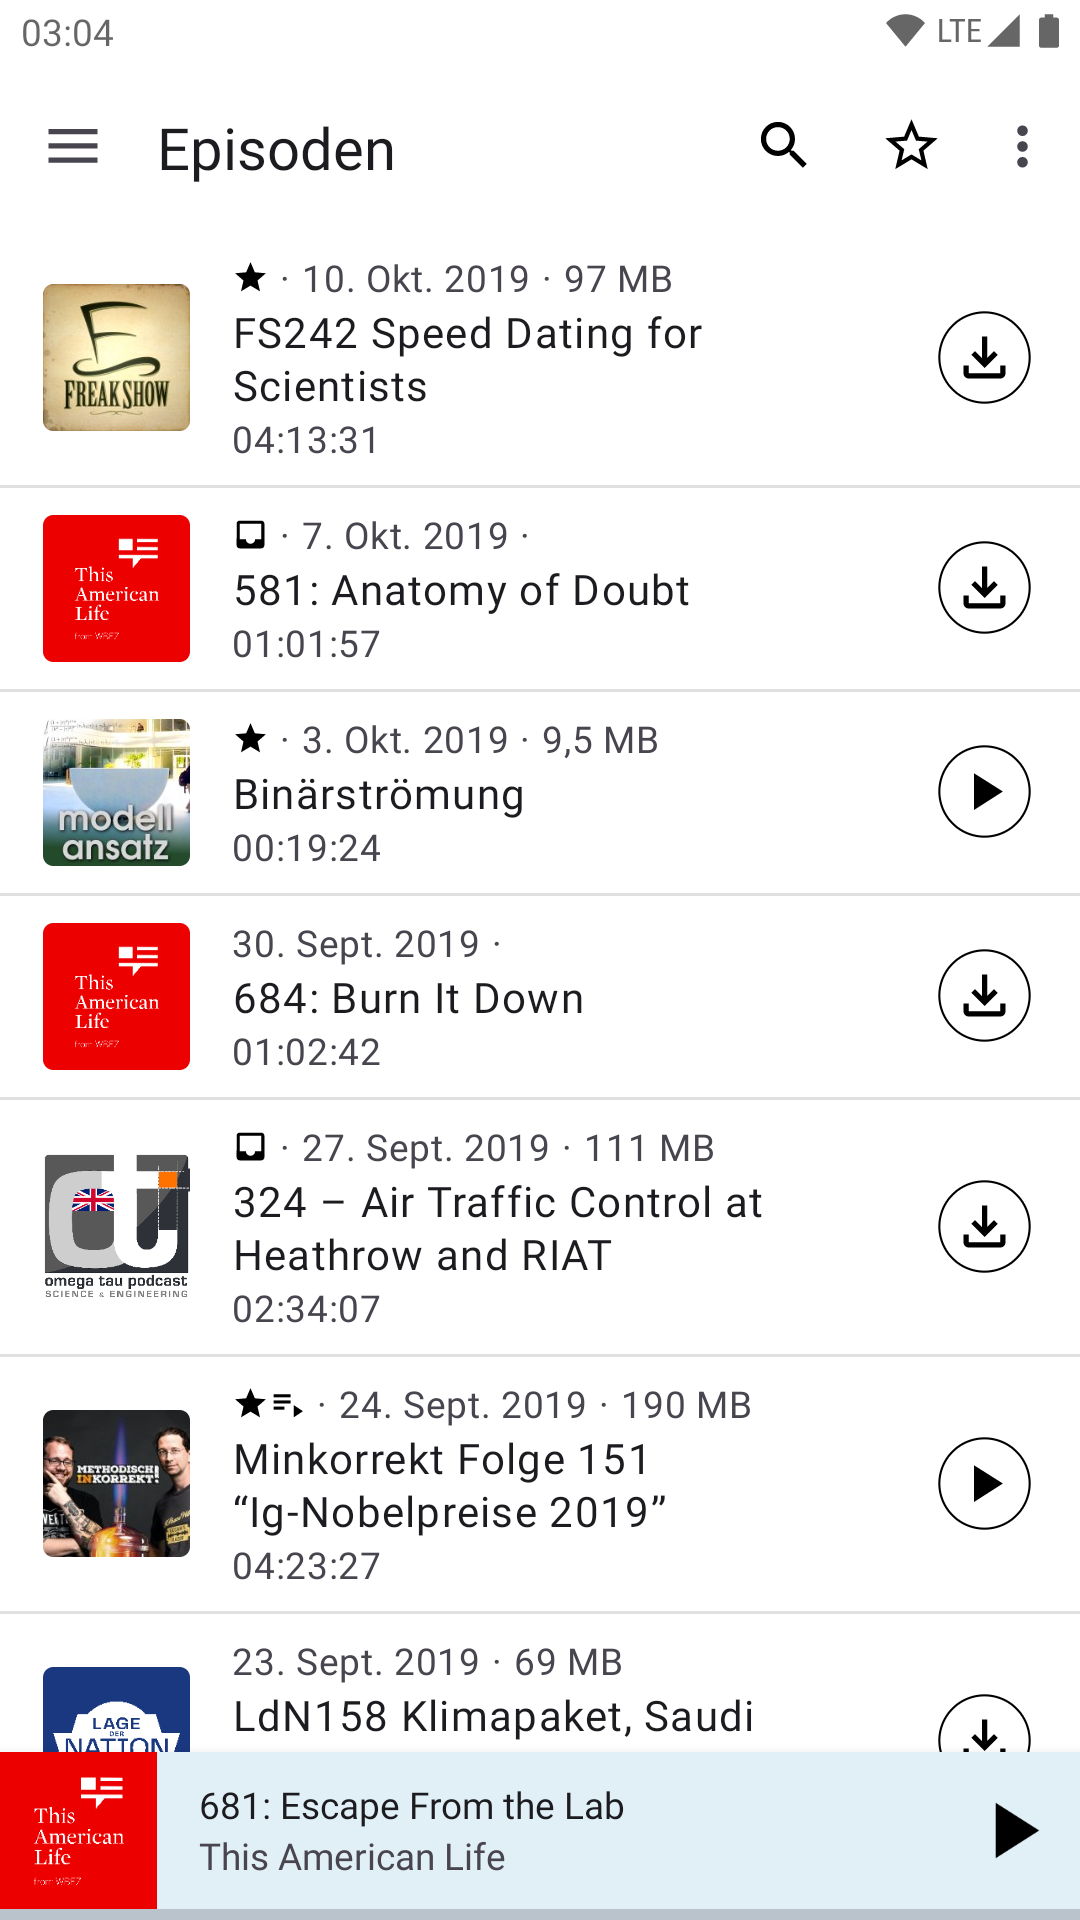 03:04 LTE
Episoden
· 10. Okt. 2019 · 97 MB
FS242 Speed Dating for
Scientists
04:13:31
FREAK SHOW
· 7. Okt. 2019 ·
581: Anatomy of Doubt
01:01:57
This
American
Life
from WBEZ
· 3. Okt. 2019 · 9,5 MB
Binärströmung
00:19:24
modell
ansatz
30. Sept. 2019 ·
684: Burn It Down
01:02:42
This
American
Life
from WBEZ
· 27. Sept. 2019 · 111 MB
324 – Air Traffic Control at
Heathrow and RIAT
02:34:07
omega tau podcast
SCIENCE & ENGINEERING
· 24. Sept. 2019 · 190 MB
Minkorrekt Folge 151
“Ig-Nobelpreise 2019”
04:23:27
METHODISCH
INKORREKT!
23. Sept. 2019 · 69 MB
LdN158 Klimapaket, Saudi
LAGE
DER
NATION
681: Escape From the Lab
This American Life
This
American
Life
from WBEZ